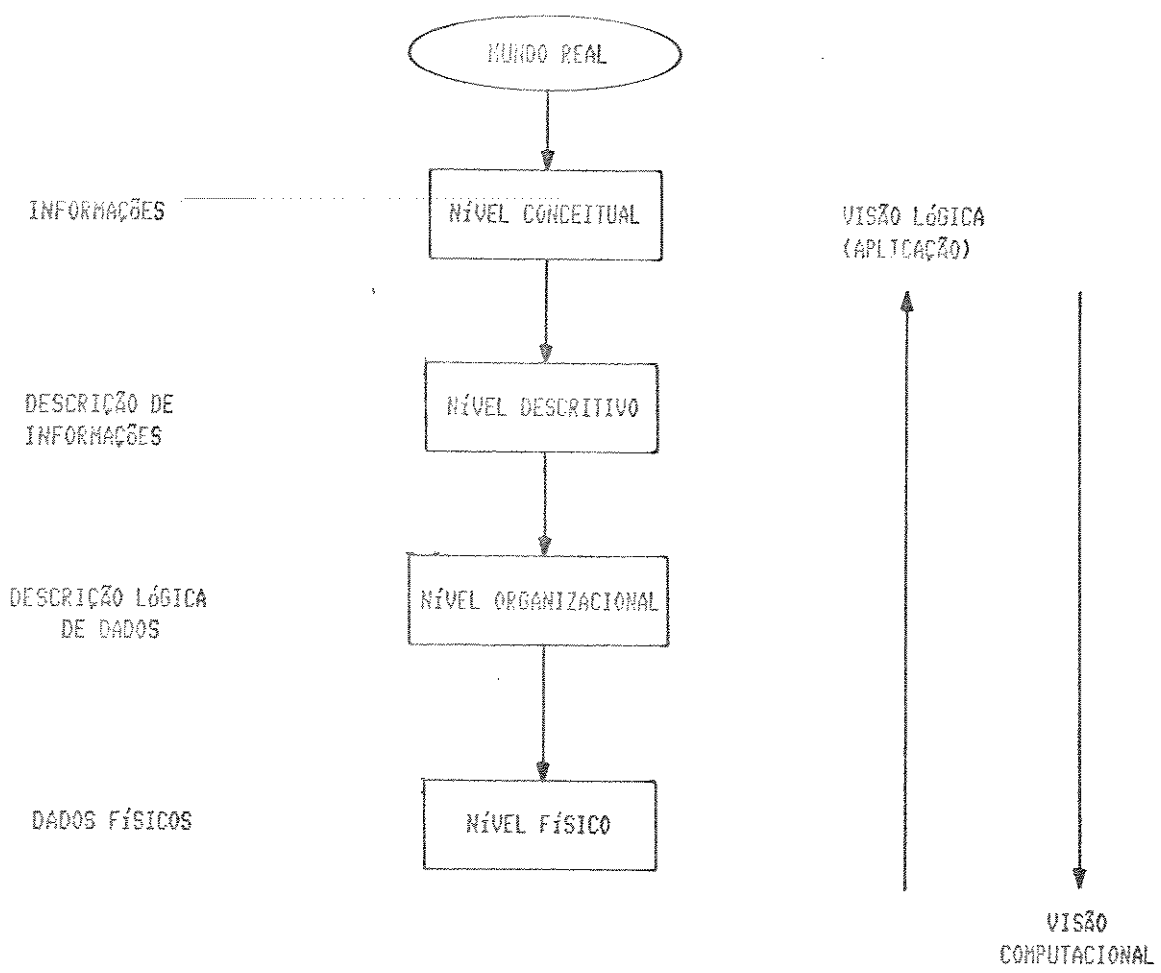 MUNDO REAL
INFORMAÇÕES
NÍVEL CONCEITUAL
VISÃO LÓGICA
(APLICAÇÃO)
DESCRIÇÃO DE
INFORMAÇÕES
NÍVEL DESCRITIVO
DESCRIÇÃO LÓGICA
DE DADOS
NÍVEL ORGANIZACIONAL
DADOS FÍSICOS
NÍVEL FÍSICO
VISÃO
COMPUTACIONAL